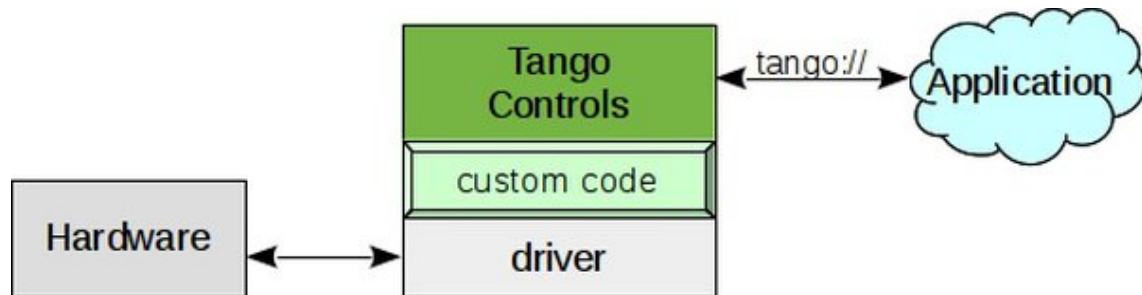 Tango
Controls
tango://
Application
custom code
Hardware
driver